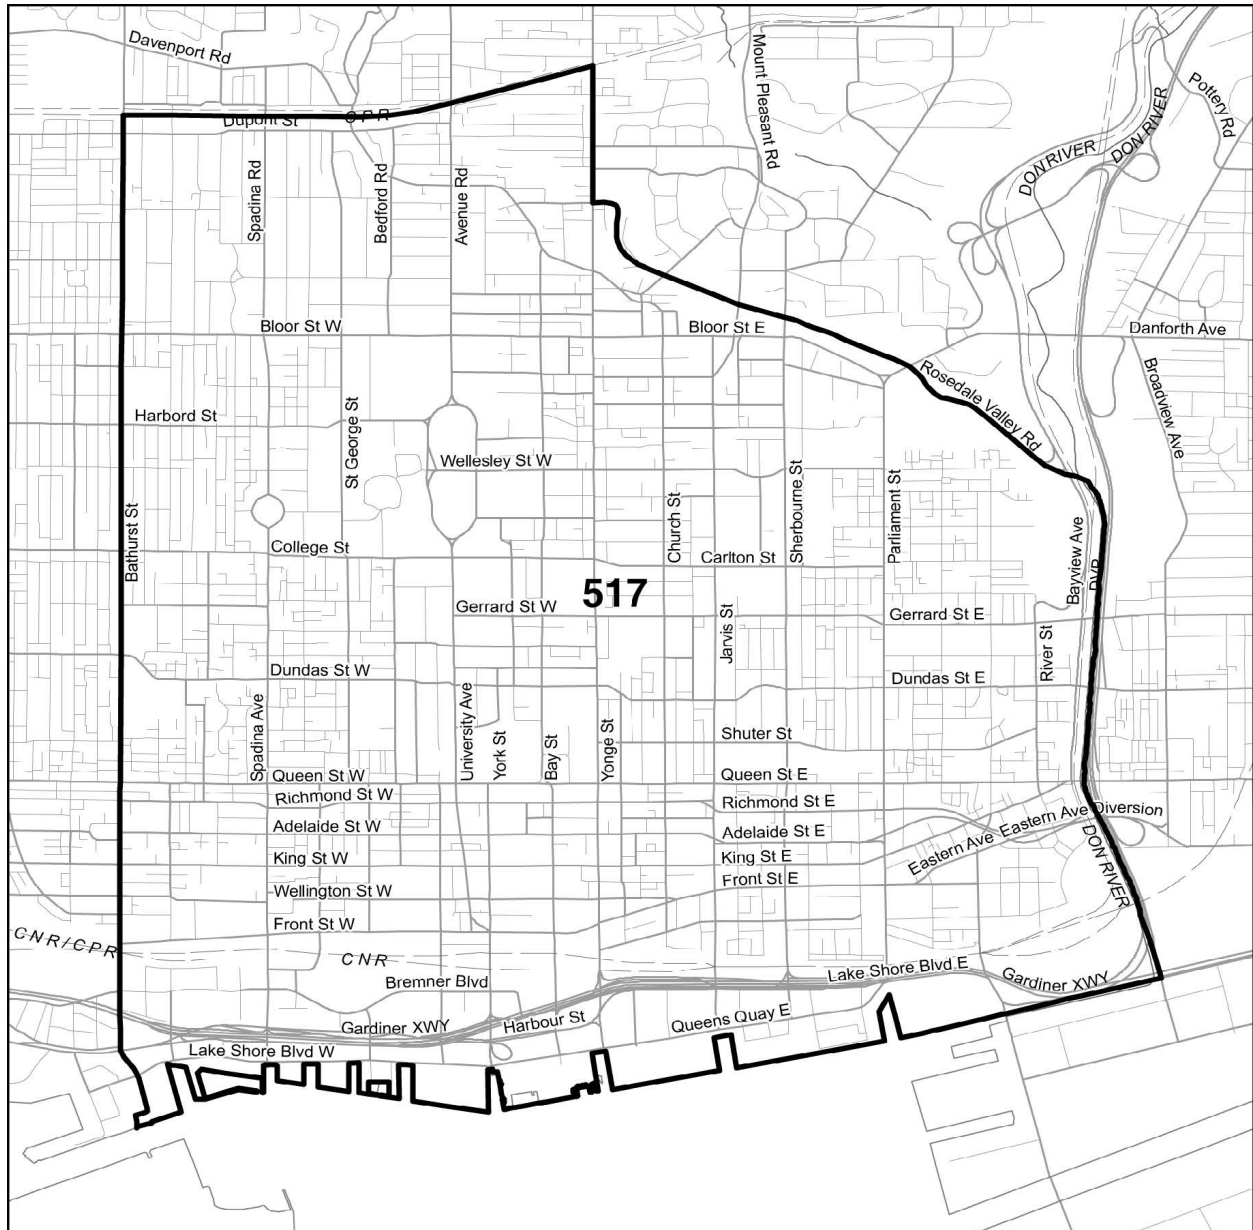 Davenport Rd
Mount Pleasant Rd
Pottery Rd
DON RIVER
DON RIVER
CPR
Dupont St
Spadina Rd
Bedford Rd
Avenue Rd
Bloor St W
Bloor St E
Danforth Ave
Rosedale Valley Rd
Broadview Ave
Harbord St
St George St
Wellesley St W
Bathurst St
Church St
Sherbourne St
Parliament St
College St
Carlton St
Bayview Ave
DVP
517
Gerrard St W
Gerrard St E
Jarvis St
River St
Dundas St W
Dundas St E
Spadina Ave
University Ave
York St
Bay St
Yonge St
Shuter St
Queen St W
Queen St E
Richmond St W
Richmond St E
Adelaide St W
Adelaide St E
Eastern Ave
Eastern Ave Diversion
King St W
King St E
Wellington St W
Front St E
DON RIVER
Front St W
CNR/CPR
CNR
Bremner Blvd
Lake Shore Blvd E
Gardiner XWY
Gardiner XWY
Harbour St
Queens Quay E
Lake Shore Blvd W